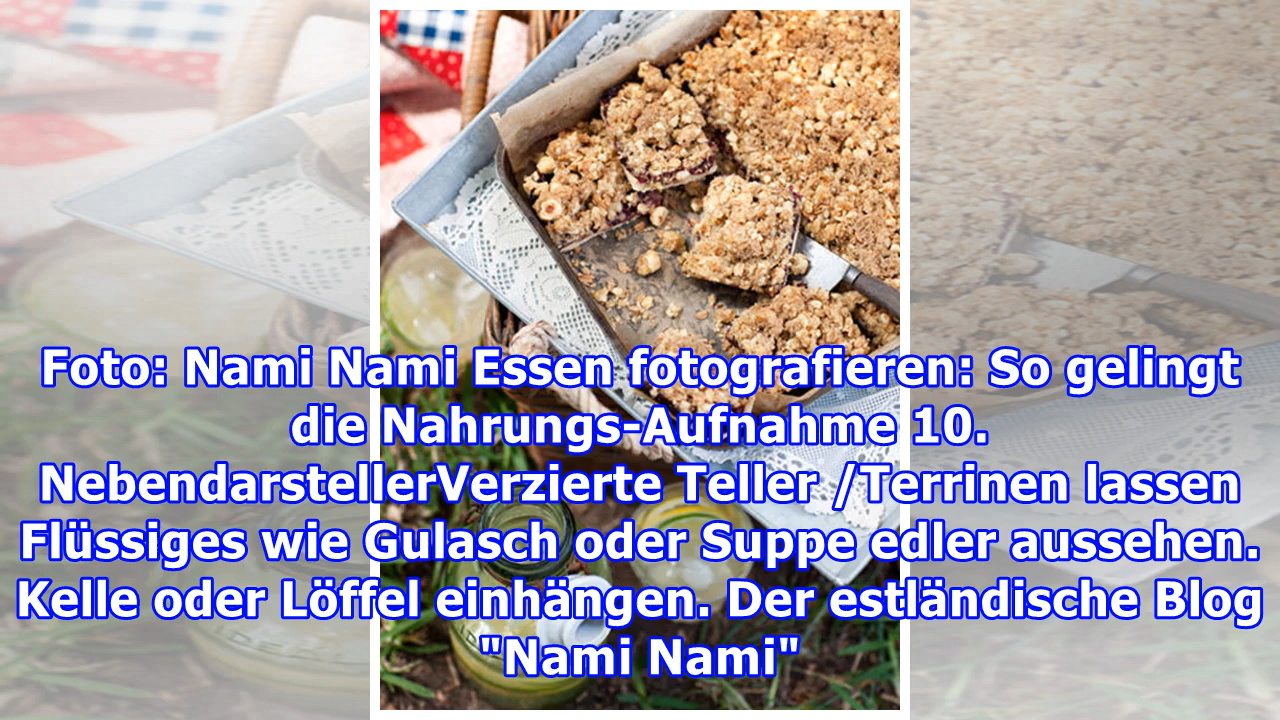 Foto: Nami Nami Essen fotografieren: So gelingt
die Nahrungs-Aufnahme 10.
NebendarstellerVerzierte Teller /Terrinen lassen
Flüssiges wie Gulasch oder Suppe edler aussehen.
Kelle oder Löffel einhängen. Der estländische Blog
"Nami Nami"